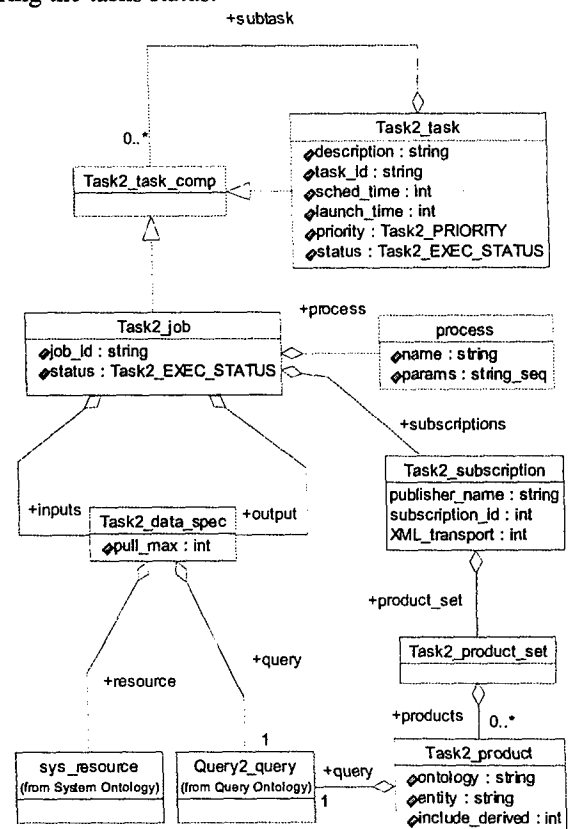 +subtask
0..*
Task2_task
description : string
task_id : string
sched_time : int
launch_time : int
priority : Task2_PRIORITY
status : Task2_EXEC_STATUS
Task2_task_comp
Task2_job
job_id : string
status : Task2_EXEC_STATUS
+process
process
name : string
params : string_seq
+subscriptions
Task2_subscription
publisher_name : string
subscription_id : int
XML_transport : int
+inputs
Task2_data_spec
pull_max : int
+output
+product_set
Task2_product_set
+resource
+query
+products
0..*
1
sys_resource
(from System Ontology)
Query2_query
(from Query Ontology)
+query
1
Task2_product
ontology : string
entity : string
include_derived : int